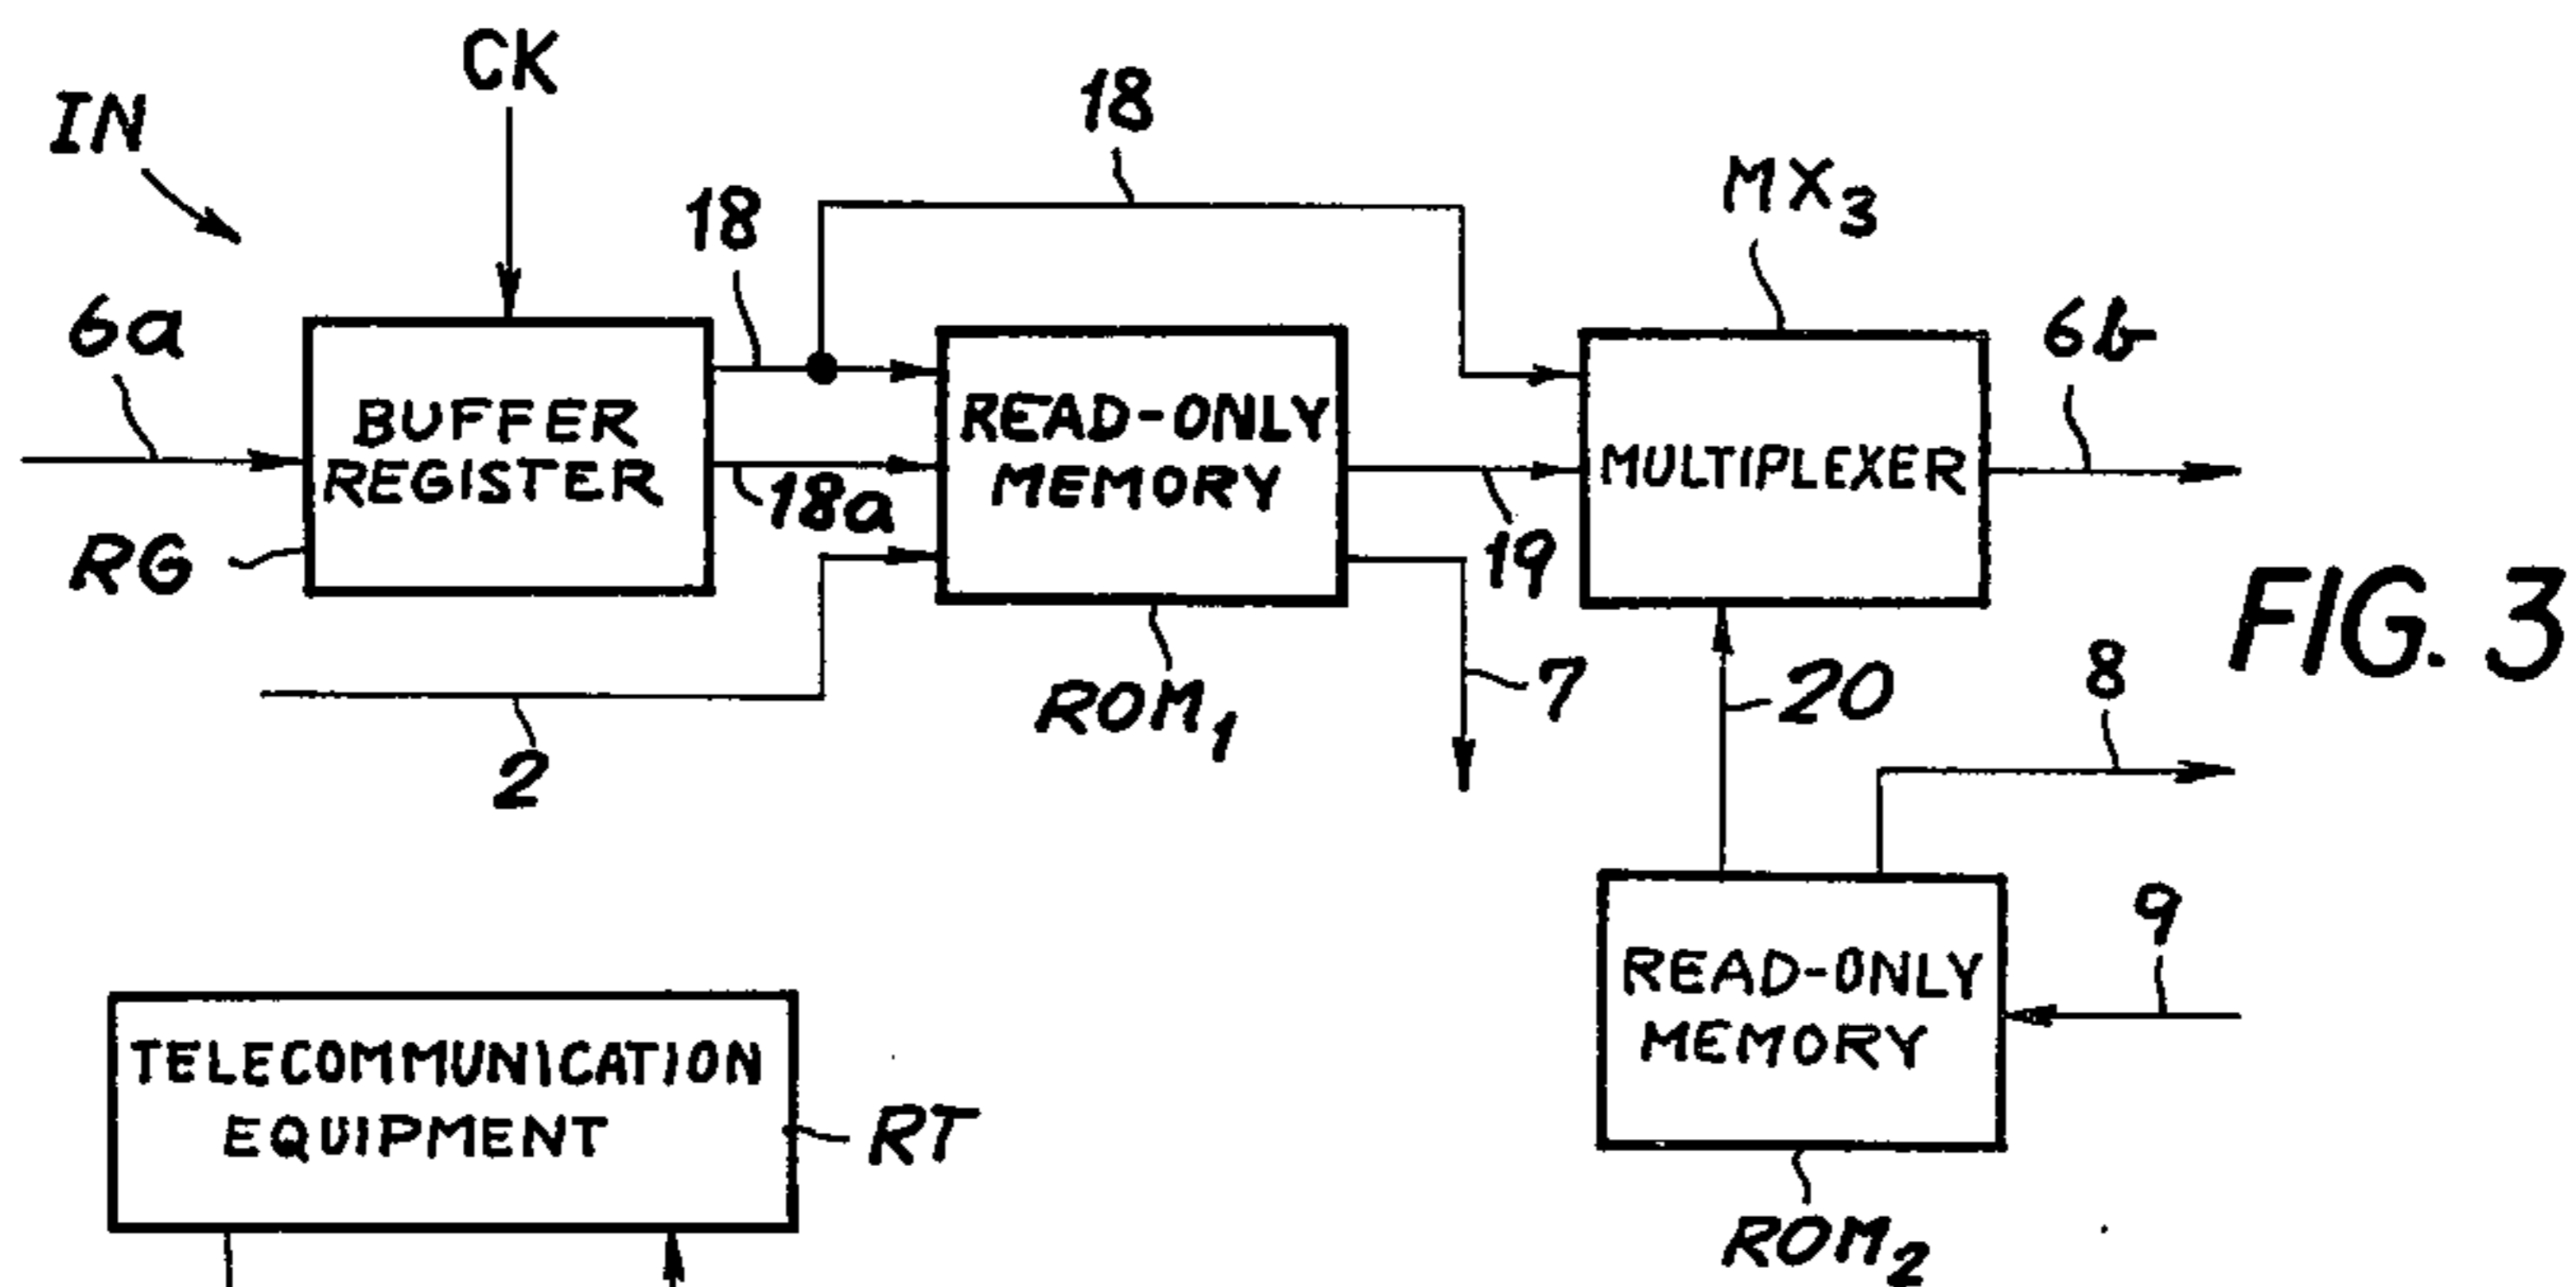 CK
IN
18
18
MX3
6a
6b
BUFFER
REGISTER
READ-ONLY
MEMORY
MULTIPLEXER
18a
19
RG
ROM1
FIG. 3
2
7
20
8
9
READ-ONLY
MEMORY
TELECOMMUNICATION
EQUIPMENT
RT
ROM2